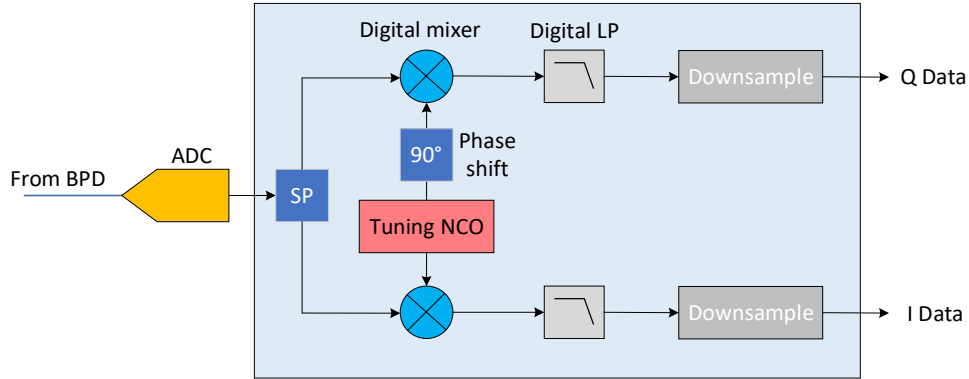 Digital mixer
Digital LP
Downsample
Q Data
ADC
90°
Phase
shift
From BPD
SP
Tuning NCO
Downsample
I Data